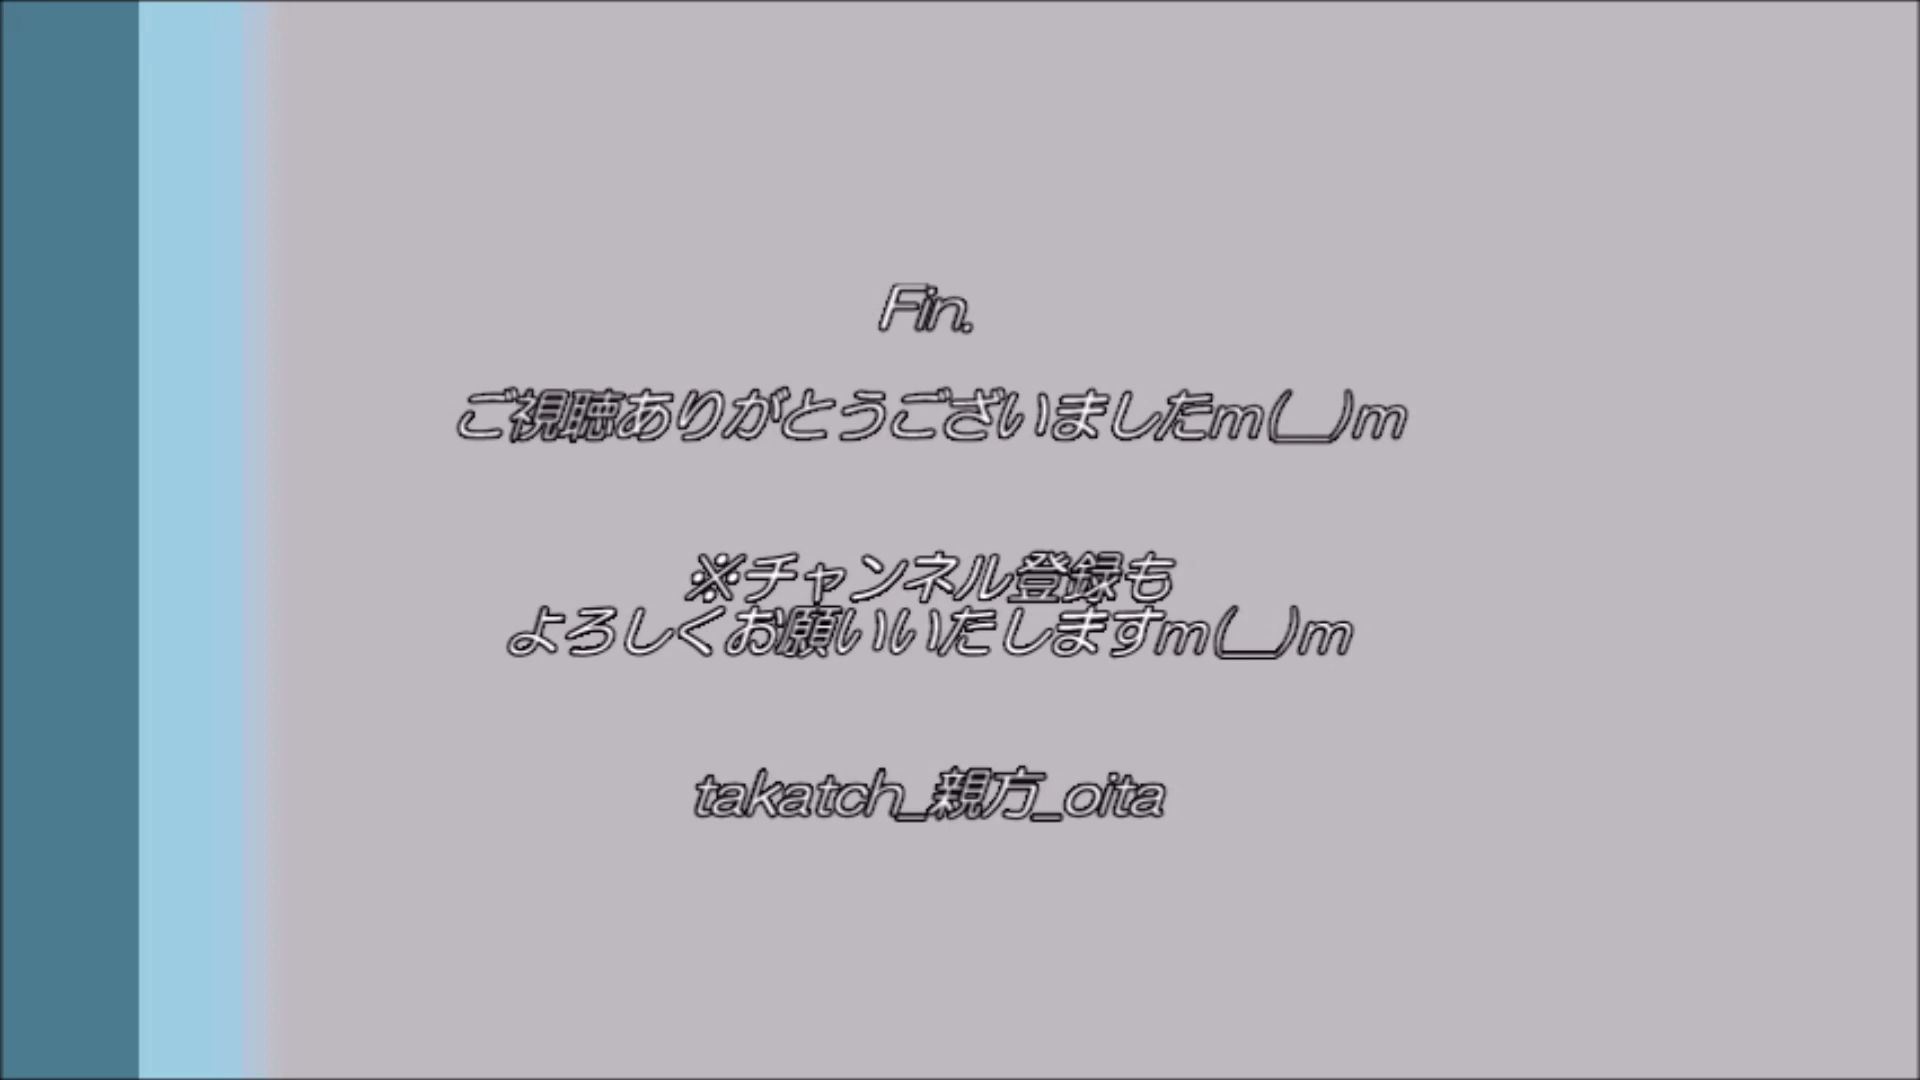 Fin.
ご視聴ありがとうございましたm(__)m
※チャンネル登録も
よろしくお願いいたしますm(__)m
takatch_親方_oita